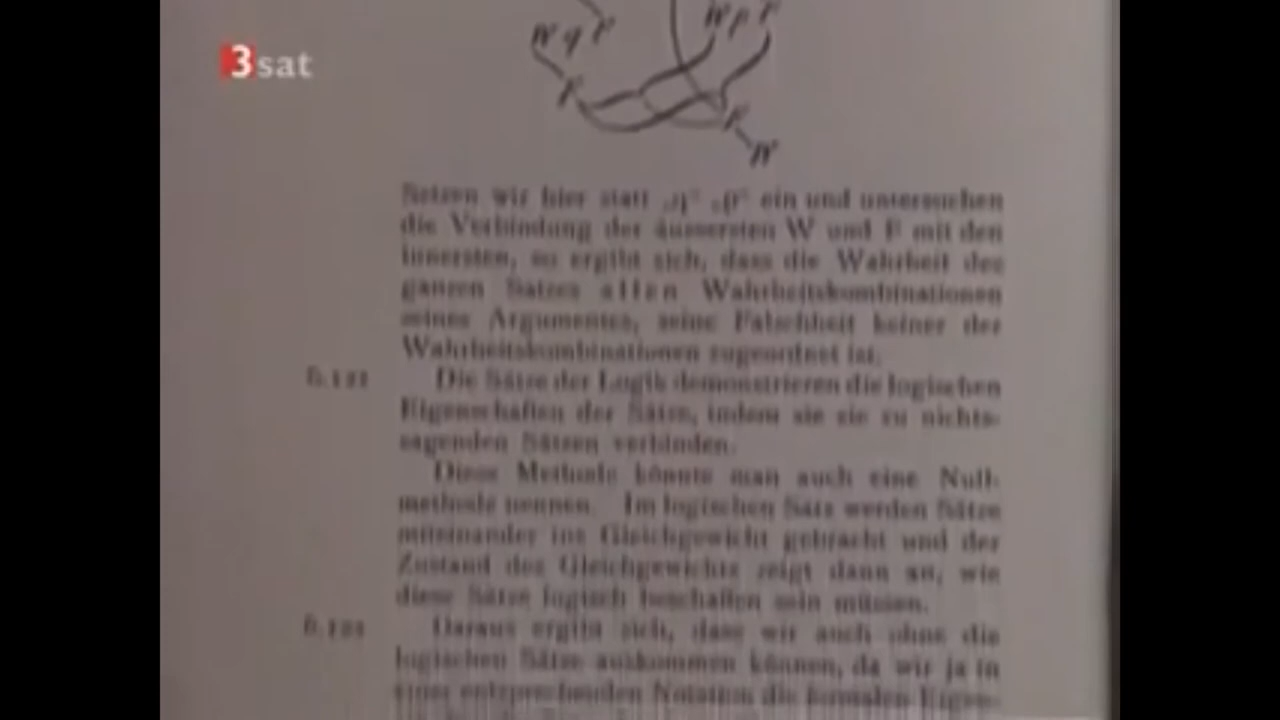 3sat
W q F
W p F
F
F
W
Setzen wir hier statt „q“ „p“ ein und untersuchen
die Verbindung der äussersten W und F mit den
innersten, so ergibt sich, dass die Wahrheit des
ganzen Satzes allen Wahrheitskombinationen
seines Argumentes, seine Falschheit keiner der
Wahrheitskombinationen zugeordnet ist.
6.121 Die Sätze der Logik demonstrieren die logischen
Eigenschaften der Sätze, indem sie sie zu nichts-
sagenden Sätzen verbinden.
Diese Methode könnte man auch eine Null-
methode nennen. Im logischen Satz werden Sätze
miteinander ins Gleichgewicht gebracht und der
Zustand des Gleichgewichts zeigt dann an, wie
diese Sätze logisch beschaffen sein müssen.
6.122 Daraus ergibt sich, dass wir auch ohne die
logischen Sätze auskommen können, da wir ja in
einer entsprechenden Notation die formalen Eigen-